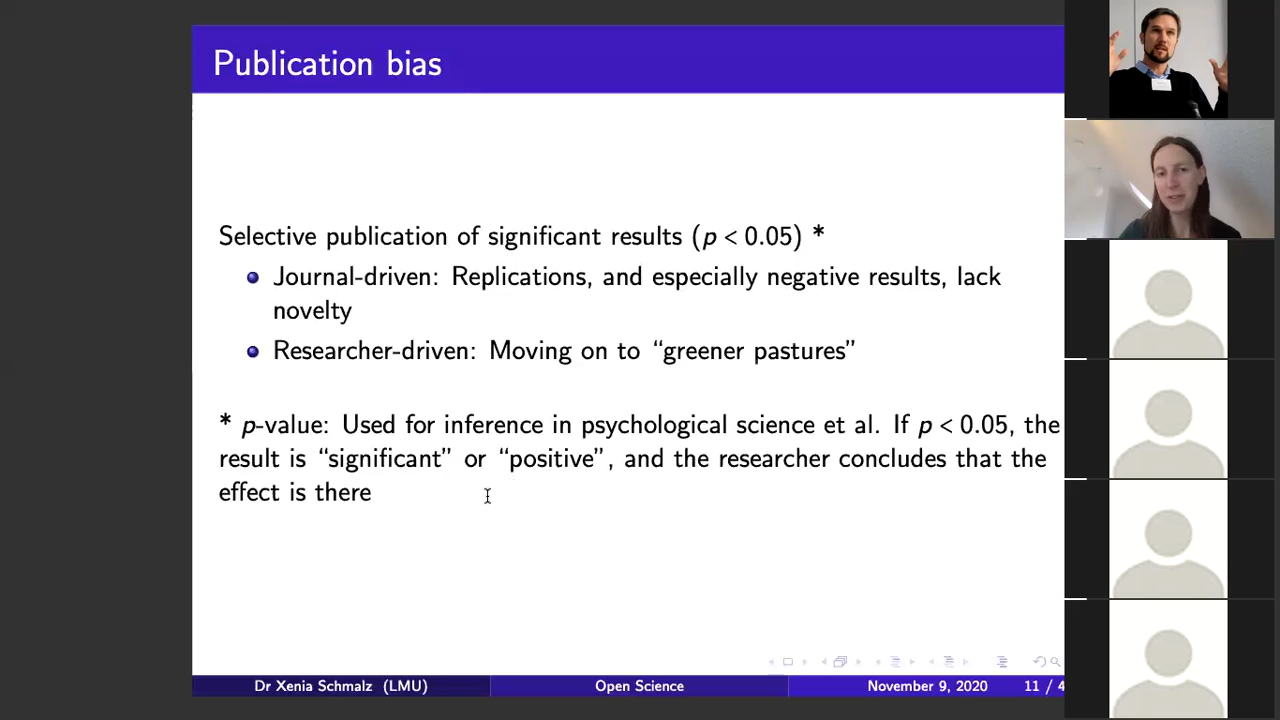 Publication bias
Selective publication of significant results (p < 0.05) *
Journal-driven: Replications, and especially negative results, lack
novelty
Researcher-driven: Moving on to “greener pastures”
* p-value: Used for inference in psychological science et al. If p < 0.05, the
result is “significant” or “positive”, and the researcher concludes that the
effect is there
Dr Xenia Schmalz (LMU) Open Science November 9, 2020 11 / 4